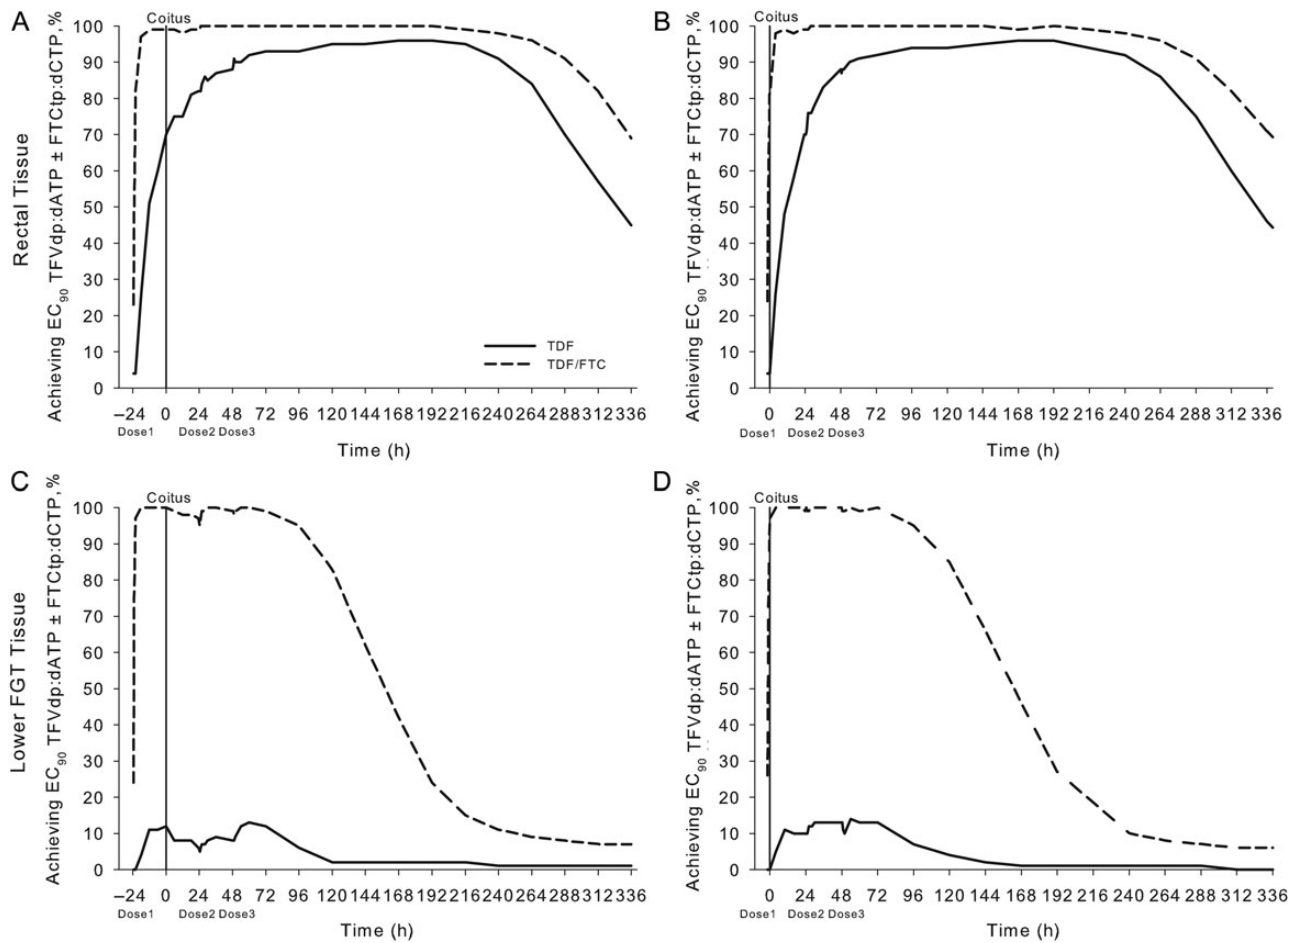 A
Coitus
Achieving EC90 TFVdp:dATP ± FTCtp:dCTP,%
100
90
80
70
60
50
40
30
20
10
0
Rectal Tissue
TDF
TDF/FTC
−24 0 24 48 72 96 120 144 168 192 216 240 264 288 312 336
Dose1 Dose2 Dose3
Time (h)
B
Coitus
Achieving EC90 TFVdp:dATP ± FTCtp:dCTP,%
100
90
80
70
60
50
40
30
20
10
0
0 24 48 72 96 120 144 168 192 216 240 264 288 312 336
Dose1 Dose2 Dose3
Time (h)
C
Coitus
Achieving EC90 TFVdp:dATP ± FTCtp:dCTP,%
100
90
80
70
60
50
40
30
20
10
0
Lower FGT Tissue
−24 0 24 48 72 96 120 144 168 192 216 240 264 288 312 336
Dose1 Dose2 Dose3
Time (h)
D
Coitus
Achieving EC90 TFVdp:dATP ± FTCtp:dCTP,%
100
90
80
70
60
50
40
30
20
10
0
0 24 48 72 96 120 144 168 192 216 240 264 288 312 336
Dose1 Dose2 Dose3
Time (h)